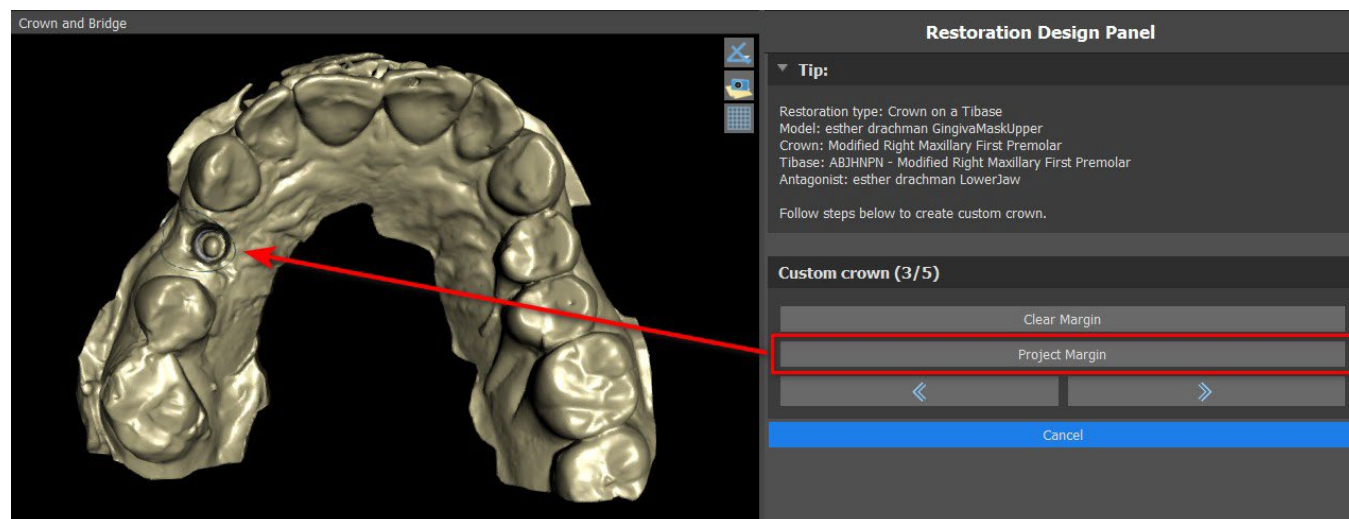 Crown and Bridge
Restoration Design Panel
Tip:
Restoration type: Crown on a Tibase
Model: esther drachman GingivaMaskUpper
Crown: Modified Right Maxillary First Premolar
Tibase: ABJHNPN - Modified Right Maxillary First Premolar
Antagonist: esther drachman LowerJaw
Follow steps below to create custom crown.
Custom crown (3/5)
Clear Margin
Project Margin
Cancel